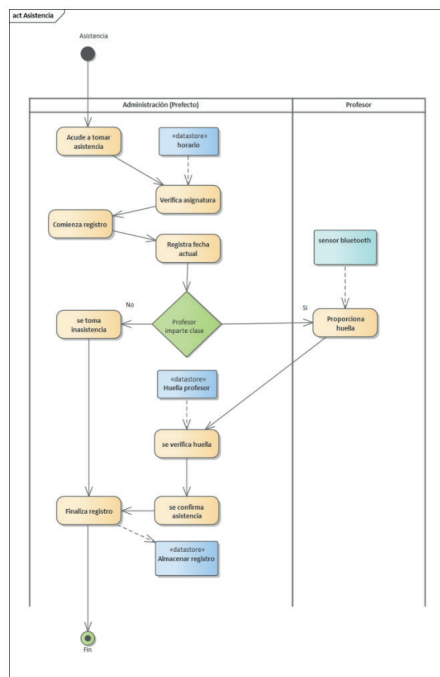 act Asistencia
Asistencia
Administración (Prefecto)
Profesor
Acude a tomar
asistencia
«datastore»
horario
Verifica asignatura
Comienza registro
Registra fecha
actual
sensor bluetooth
No
Profesor
imparte clase
Si
se toma
inasistencia
Proporciona
huella
«datastore»
Huella profesor
se verifica huella
Finaliza registro
se confirma
asistencia
«datastore»
Almacenar registro
Fin